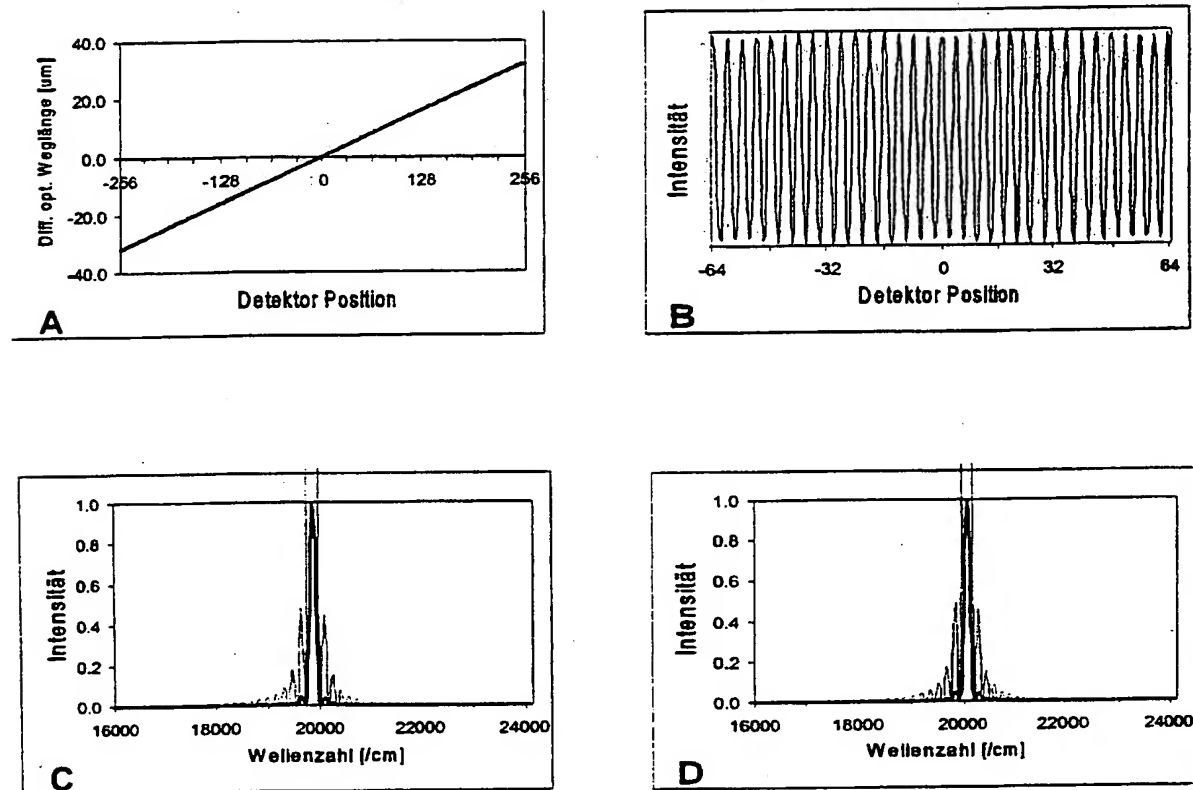 40.0
20.0
0.0
-20.0
-40.0
-256 -128 0 128 256
Diff. opt. Weglänge [um]
Detektor Position
A
Intensität
-64 -32 0 32 64
Detektor Position
B
1.0
0.8
0.6
0.4
0.2
0.0
Intensität
16000 18000 20000 22000 24000
Wellenzahl [/cm]
C
1.0
0.8
0.6
0.4
0.2
0.0
Intensität
16000 18000 20000 22000 24000
Wellenzahl [/cm]
D